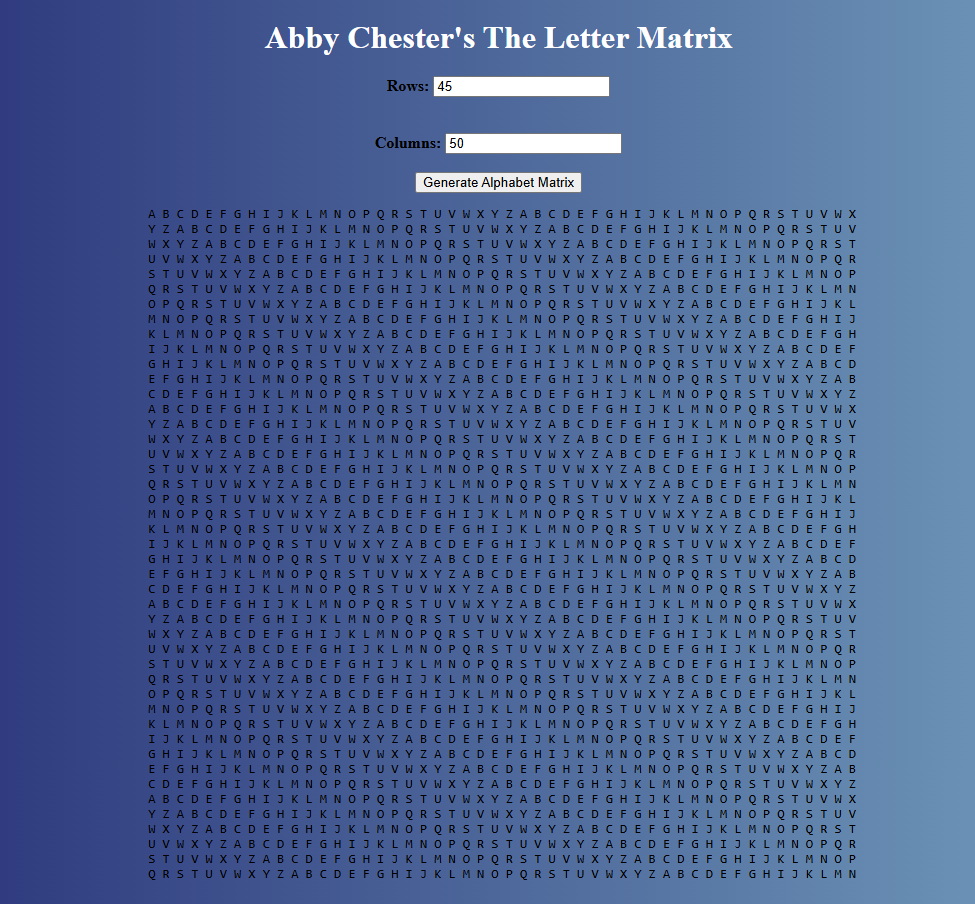 Abby Chester's The Letter Matrix
Rows: 45
Columns: 50
Generate Alphabet Matrix
A B C D E F G H I J K L M N O P Q R S T U V W X Y Z A B C D E F G H I J K L M N O P Q R S T U V W X
Y Z A B C D E F G H I J K L M N O P Q R S T U V W X Y Z A B C D E F G H I J K L M N O P Q R S T U V
W X Y Z A B C D E F G H I J K L M N O P Q R S T U V W X Y Z A B C D E F G H I J K L M N O P Q R S T
U V W X Y Z A B C D E F G H I J K L M N O P Q R S T U V W X Y Z A B C D E F G H I J K L M N O P Q R
S T U V W X Y Z A B C D E F G H I J K L M N O P Q R S T U V W X Y Z A B C D E F G H I J K L M N O P
Q R S T U V W X Y Z A B C D E F G H I J K L M N O P Q R S T U V W X Y Z A B C D E F G H I J K L M N
O P Q R S T U V W X Y Z A B C D E F G H I J K L M N O P Q R S T U V W X Y Z A B C D E F G H I J K L
M N O P Q R S T U V W X Y Z A B C D E F G H I J K L M N O P Q R S T U V W X Y Z A B C D E F G H I J
K L M N O P Q R S T U V W X Y Z A B C D E F G H I J K L M N O P Q R S T U V W X Y Z A B C D E F G H
I J K L M N O P Q R S T U V W X Y Z A B C D E F G H I J K L M N O P Q R S T U V W X Y Z A B C D E F
G H I J K L M N O P Q R S T U V W X Y Z A B C D E F G H I J K L M N O P Q R S T U V W X Y Z A B C D
E F G H I J K L M N O P Q R S T U V W X Y Z A B C D E F G H I J K L M N O P Q R S T U V W X Y Z A B
C D E F G H I J K L M N O P Q R S T U V W X Y Z A B C D E F G H I J K L M N O P Q R S T U V W X Y Z
A B C D E F G H I J K L M N O P Q R S T U V W X Y Z A B C D E F G H I J K L M N O P Q R S T U V W X
Y Z A B C D E F G H I J K L M N O P Q R S T U V W X Y Z A B C D E F G H I J K L M N O P Q R S T U V
W X Y Z A B C D E F G H I J K L M N O P Q R S T U V W X Y Z A B C D E F G H I J K L M N O P Q R S T
U V W X Y Z A B C D E F G H I J K L M N O P Q R S T U V W X Y Z A B C D E F G H I J K L M N O P Q R
S T U V W X Y Z A B C D E F G H I J K L M N O P Q R S T U V W X Y Z A B C D E F G H I J K L M N O P
Q R S T U V W X Y Z A B C D E F G H I J K L M N O P Q R S T U V W X Y Z A B C D E F G H I J K L M N
O P Q R S T U V W X Y Z A B C D E F G H I J K L M N O P Q R S T U V W X Y Z A B C D E F G H I J K L
M N O P Q R S T U V W X Y Z A B C D E F G H I J K L M N O P Q R S T U V W X Y Z A B C D E F G H I J
K L M N O P Q R S T U V W X Y Z A B C D E F G H I J K L M N O P Q R S T U V W X Y Z A B C D E F G H
I J K L M N O P Q R S T U V W X Y Z A B C D E F G H I J K L M N O P Q R S T U V W X Y Z A B C D E F
G H I J K L M N O P Q R S T U V W X Y Z A B C D E F G H I J K L M N O P Q R S T U V W X Y Z A B C D
E F G H I J K L M N O P Q R S T U V W X Y Z A B C D E F G H I J K L M N O P Q R S T U V W X Y Z A B
C D E F G H I J K L M N O P Q R S T U V W X Y Z A B C D E F G H I J K L M N O P Q R S T U V W X Y Z
A B C D E F G H I J K L M N O P Q R S T U V W X Y Z A B C D E F G H I J K L M N O P Q R S T U V W X
Y Z A B C D E F G H I J K L M N O P Q R S T U V W X Y Z A B C D E F G H I J K L M N O P Q R S T U V
W X Y Z A B C D E F G H I J K L M N O P Q R S T U V W X Y Z A B C D E F G H I J K L M N O P Q R S T
U V W X Y Z A B C D E F G H I J K L M N O P Q R S T U V W X Y Z A B C D E F G H I J K L M N O P Q R
S T U V W X Y Z A B C D E F G H I J K L M N O P Q R S T U V W X Y Z A B C D E F G H I J K L M N O P
Q R S T U V W X Y Z A B C D E F G H I J K L M N O P Q R S T U V W X Y Z A B C D E F G H I J K L M N
O P Q R S T U V W X Y Z A B C D E F G H I J K L M N O P Q R S T U V W X Y Z A B C D E F G H I J K L
M N O P Q R S T U V W X Y Z A B C D E F G H I J K L M N O P Q R S T U V W X Y Z A B C D E F G H I J
K L M N O P Q R S T U V W X Y Z A B C D E F G H I J K L M N O P Q R S T U V W X Y Z A B C D E F G H
I J K L M N O P Q R S T U V W X Y Z A B C D E F G H I J K L M N O P Q R S T U V W X Y Z A B C D E F
G H I J K L M N O P Q R S T U V W X Y Z A B C D E F G H I J K L M N O P Q R S T U V W X Y Z A B C D
E F G H I J K L M N O P Q R S T U V W X Y Z A B C D E F G H I J K L M N O P Q R S T U V W X Y Z A B
C D E F G H I J K L M N O P Q R S T U V W X Y Z A B C D E F G H I J K L M N O P Q R S T U V W X Y Z
A B C D E F G H I J K L M N O P Q R S T U V W X Y Z A B C D E F G H I J K L M N O P Q R S T U V W X
Y Z A B C D E F G H I J K L M N O P Q R S T U V W X Y Z A B C D E F G H I J K L M N O P Q R S T U V
W X Y Z A B C D E F G H I J K L M N O P Q R S T U V W X Y Z A B C D E F G H I J K L M N O P Q R S T
U V W X Y Z A B C D E F G H I J K L M N O P Q R S T U V W X Y Z A B C D E F G H I J K L M N O P Q R
S T U V W X Y Z A B C D E F G H I J K L M N O P Q R S T U V W X Y Z A B C D E F G H I J K L M N O P
Q R S T U V W X Y Z A B C D E F G H I J K L M N O P Q R S T U V W X Y Z A B C D E F G H I J K L M N